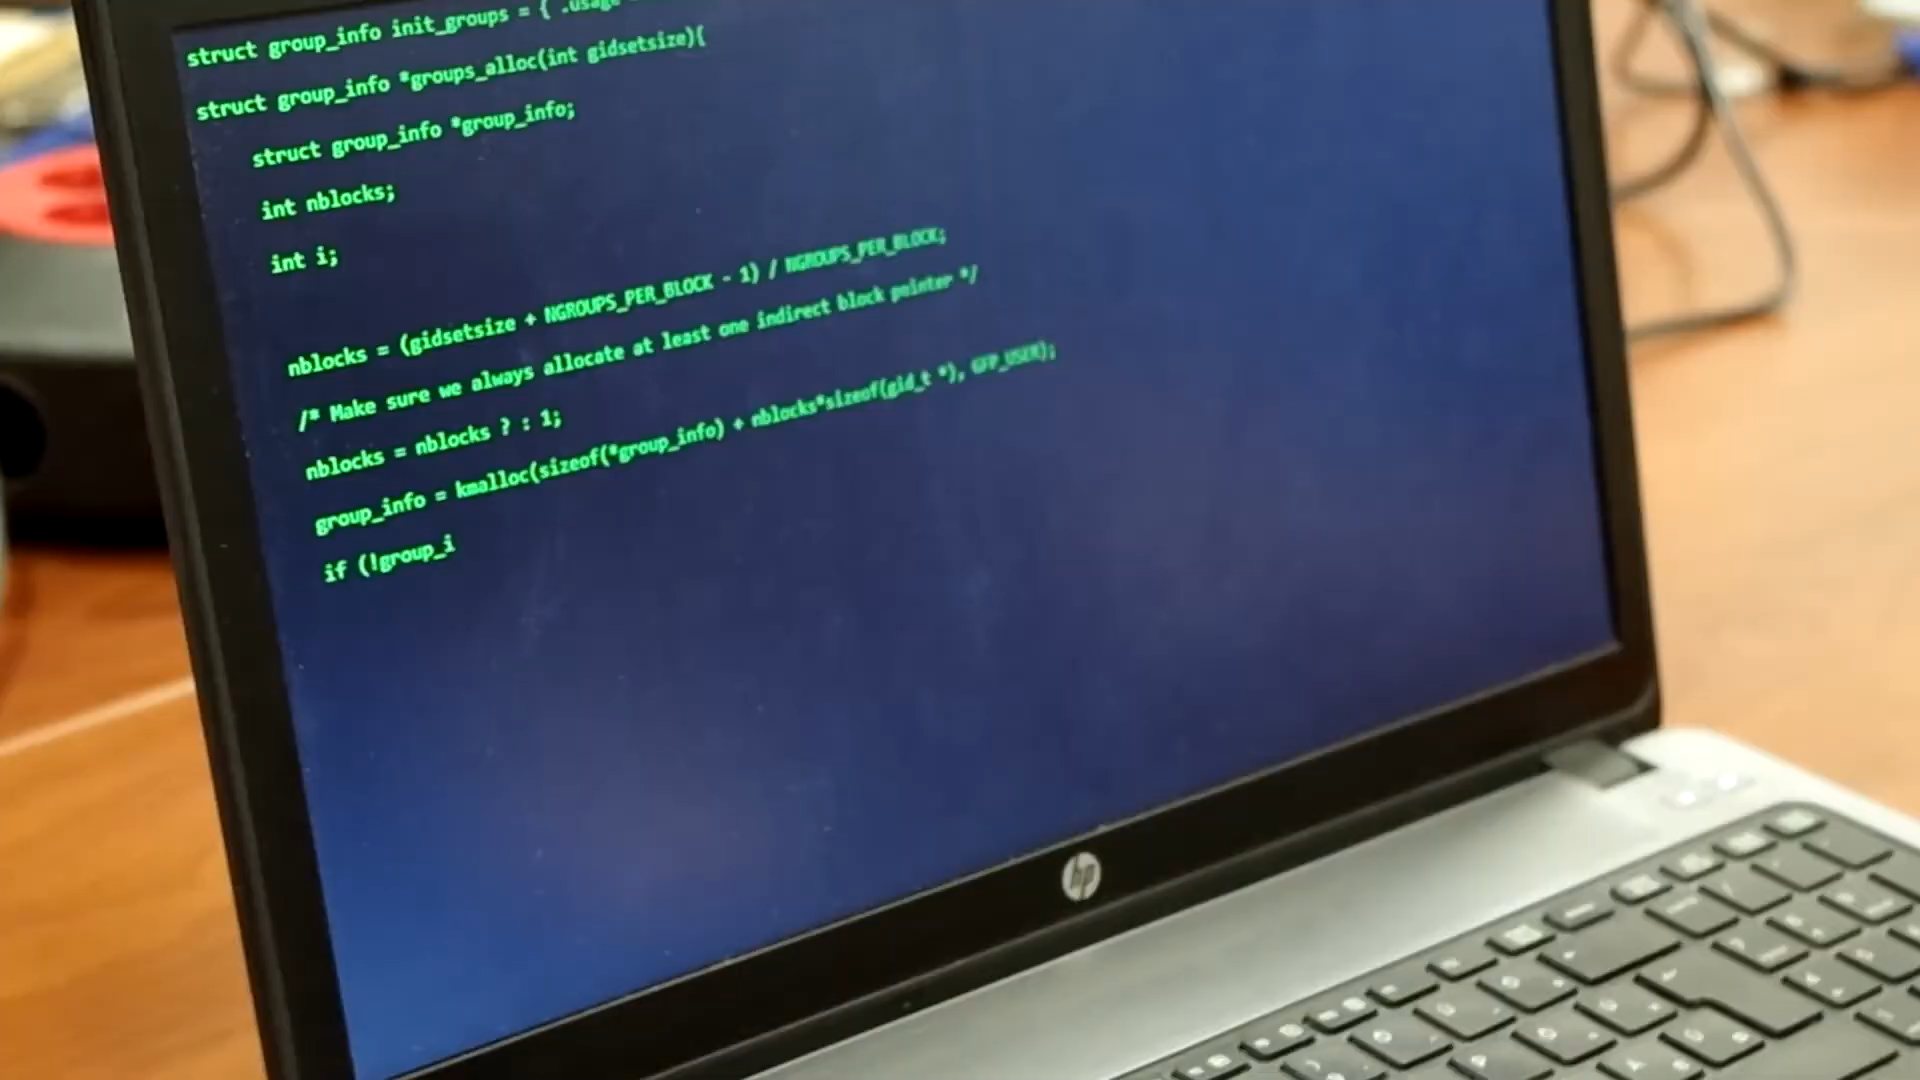 struct group_info init_groups = { .usage
struct group_info *groups_alloc(int gidsetsize){
struct group_info *group_info;
int nblocks;
int i;
nblocks = (gidsetsize + NGROUPS_PER_BLOCK - 1) / NGROUPS_PER_BLOCK;
/* Make sure we always allocate at least one indirect block pointer */
nblocks = nblocks ? : 1;
group_info = kmalloc(sizeof(*group_info) + nblocks*sizeof(gid_t *), GFP_USER);
if (!group_i
hp